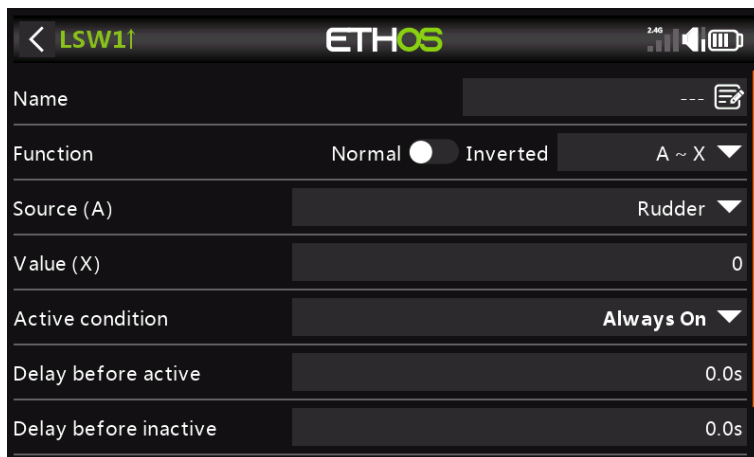 LSW1↑ ETHOS 2.4G
Name ---
Function Normal Inverted A ~ X
Source (A) Rudder
Value (X) 0
Active condition Always On
Delay before active 0.0s
Delay before inactive 0.0s